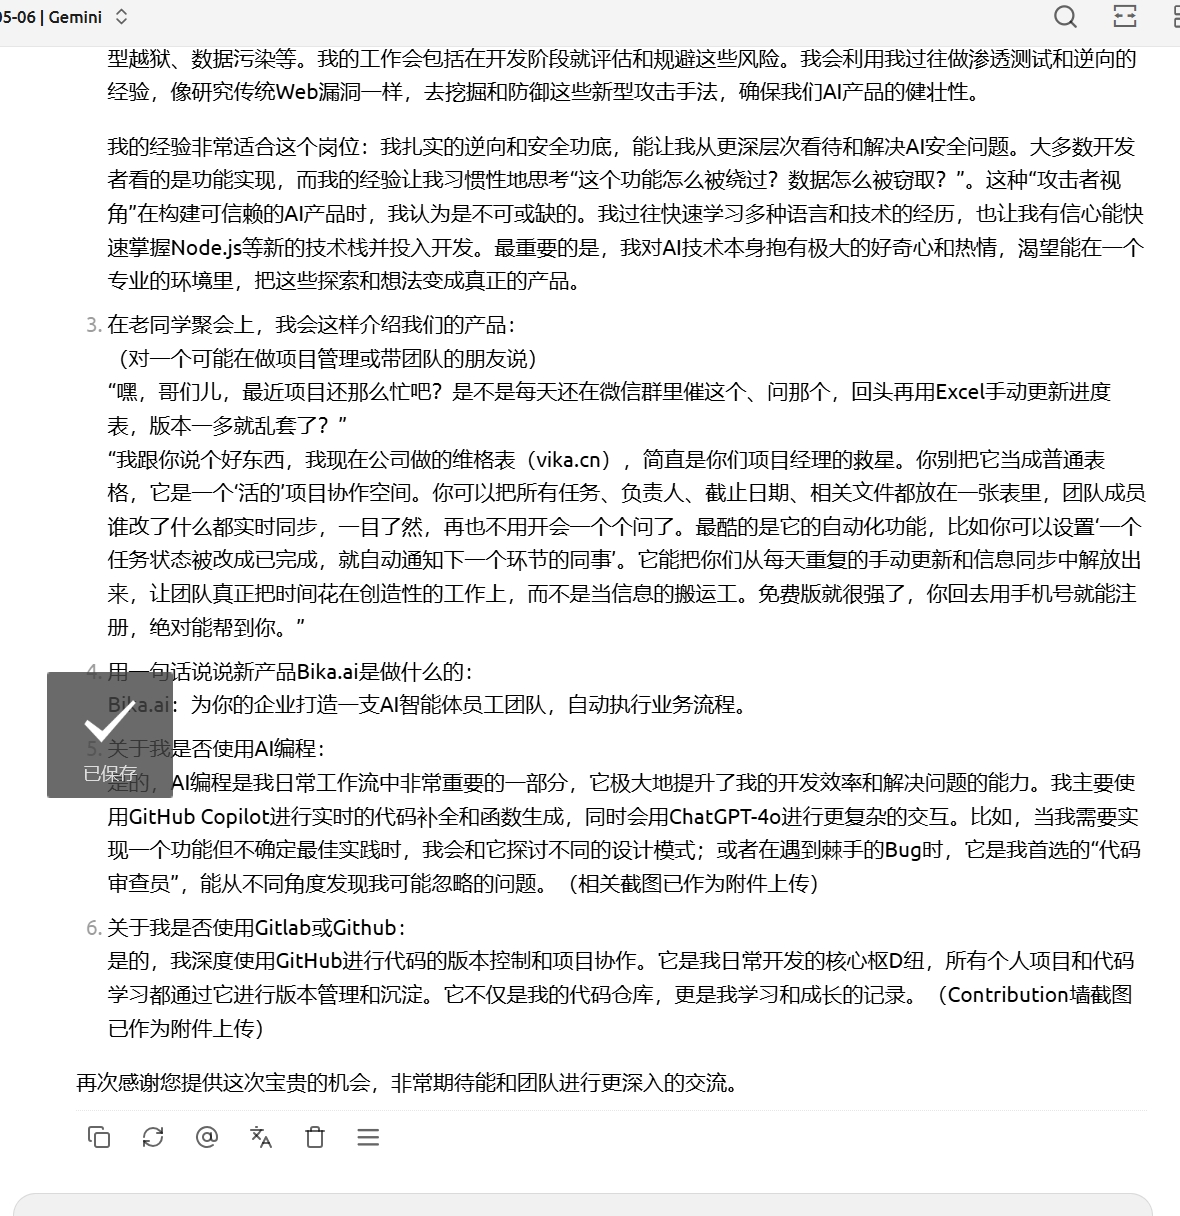 05-06 | Gemini
型越狱、数据污染等。我的工作会包括在开发阶段就评估和规避这些风险。我会利用我过往做渗透测试和逆向的
经验，像研究传统Web漏洞一样，去挖掘和防御这些新型攻击手法，确保我们AI产品的健壮性。
我的经验非常适合这个岗位：我扎实的逆向和安全功底，能让我从更深层次看待和解决AI安全问题。大多数开发
者看的是功能实现，而我的经验让我习惯性地思考“这个功能怎么被绕过？数据怎么被窃取？”。这种“攻击者视
角”在构建可信赖的AI产品时，我认为是不可或缺的。我过往快速学习多种语言和技术的经历，也让我有信心能快
速掌握Node.js等新的技术栈并投入开发。最重要的是，我对AI技术本身抱有极大的好奇心和热情，渴望能在一个
专业的环境里，把这些探索和想法变成真正的产品。
3. 在老同学聚会上，我会这样介绍我们的产品：
（对一个可能在做项目管理或带团队的朋友说）
“嘿，哥们儿，最近项目还那么忙吧？是不是每天还在微信群里催这个、问那个，回头再用Excel手动更新进度
表，版本一多就乱套了？”
“我跟你说个好东西，我现在公司做的维格表（vika.cn），简直是你们项目经理的救星。你别把它当成普通表
格，它是一个‘活的’项目协作空间。你可以把所有任务、负责人、截止日期、相关文件都放在一张表里，团队成员
谁改了什么都实时同步，一目了然，再也不用开会一个个问了。最酷的是它的自动化功能，比如你可以设置‘一个
任务状态被改成已完成，就自动通知下一个环节的同事’。它能把你们从每天重复的手动更新和信息同步中解放出
来，让团队真正把时间花在创造性的工作上，而不是当信息的搬运工。免费版就很强了，你回去用手机号就能注
册，绝对能帮到你。”
4. 用一句话说说新产品Bika.ai是做什么的：
Bika.ai：为你的企业打造一支AI智能体员工团队，自动执行业务流程。
5. 关于我是否使用AI编程：
已保存
是的，AI编程是我日常工作流中非常重要的一部分，它极大地提升了我的开发效率和解决问题的能力。我主要使
用GitHub Copilot进行实时的代码补全和函数生成，同时会用ChatGPT-4o进行更复杂的交互。比如，当我需要实
现一个功能但不确定最佳实践时，我会和它探讨不同的设计模式；或者在遇到棘手的Bug时，它是我首选的“代码
审查员”，能从不同角度发现我可能忽略的问题。（相关截图已作为附件上传）
6. 关于我是否使用Gitlab或Github：
是的，我深度使用GitHub进行代码的版本控制和项目协作。它是我日常开发的核心枢D纽，所有个人项目和代码
学习都通过它进行版本管理和沉淀。它不仅是我的代码仓库，更是我学习和成长的记录。（Contribution墙截图
已作为附件上传）
再次感谢您提供这次宝贵的机会，非常期待能和团队进行更深入的交流。